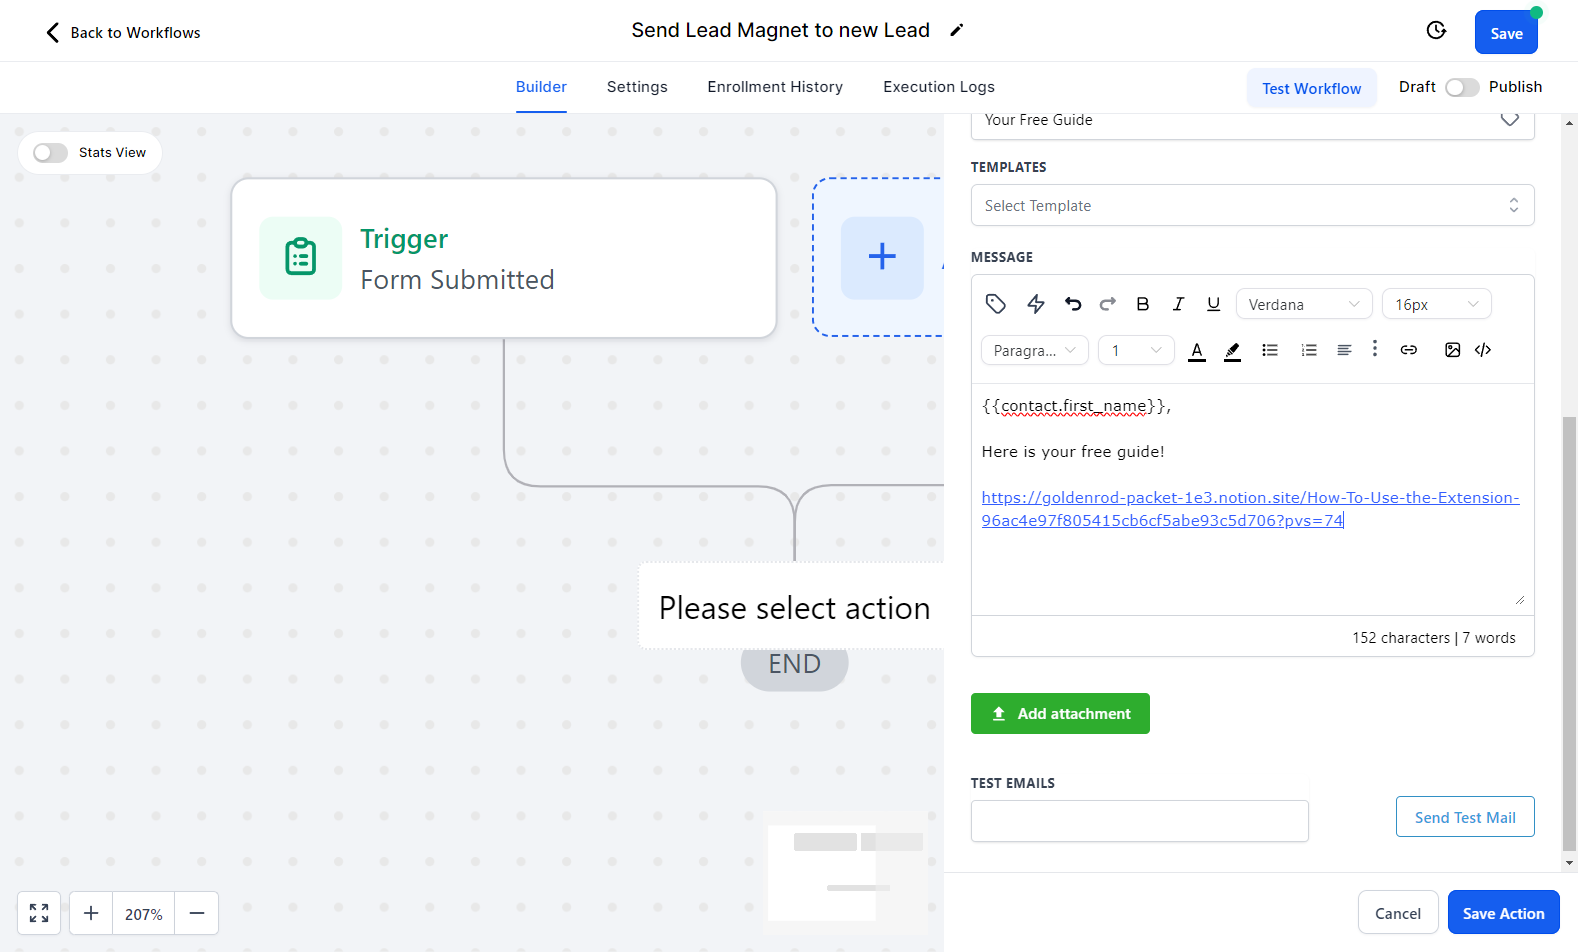 Back to Workflows
Send Lead Magnet to new Lead
Save
Builder
Settings
Enrollment History
Execution Logs
Test Workflow
Draft
Publish
Stats View
Trigger
Form Submitted
Please select action
END
207%
Your Free Guide
TEMPLATES
Select Template
MESSAGE
B
I
U
Verdana
16px
Paragra...
1
A
{{contact.first_name}},
Here is your free guide!
https://goldenrod-packet-1e3.notion.site/How-To-Use-the-Extension-
96ac4e97f805415cb6cf5abe93c5d706?pvs=74
152 characters | 7 words
Add attachment
TEST EMAILS
Send Test Mail
Cancel
Save Action